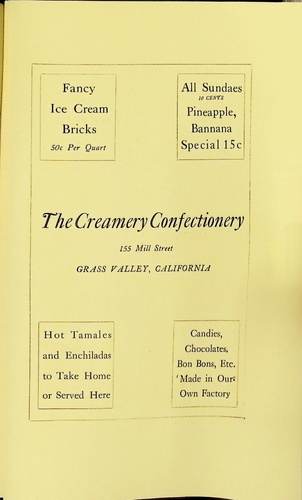 Fancy
Ice Cream
Bricks
50c Per Quart
All Sundaes
10 CENTS
Pineapple,
Bannana
Special 15c
The Creamery Confectionery
155 Mill Street
GRASS VALLEY, CALIFORNIA
Hot Tamales
and Enchiladas
to Take Home
or Served Here
Candies,
Chocolates,
Bon Bons, Etc.
'Made in Our
Own Factory